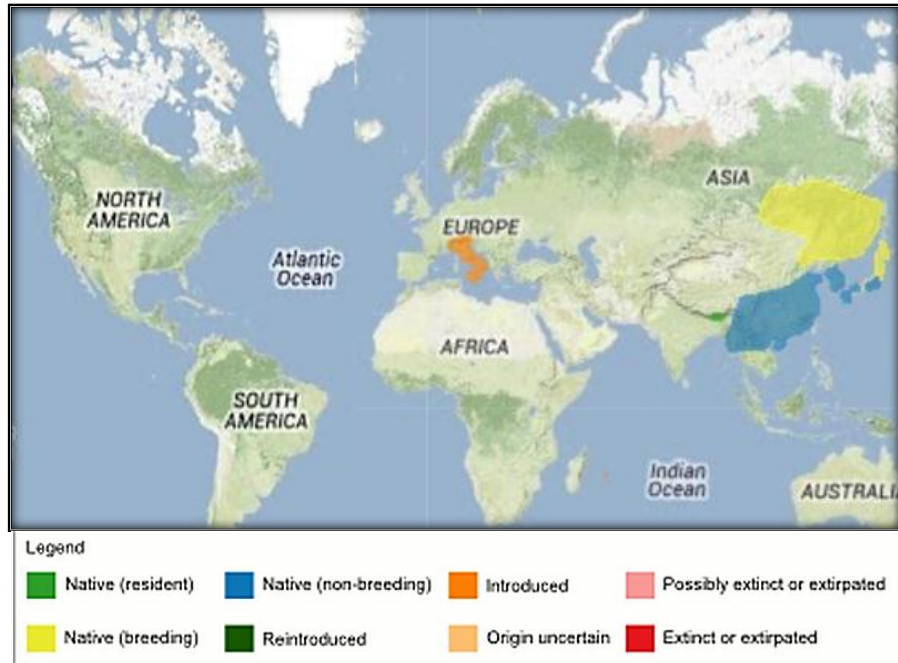 NORTH
AMERICA
ASIA
EUROPE
Atlantic
Ocean
AFRICA
SOUTH
AMERICA
Indian
Ocean
AUSTRALI
Legend
Native (resident)
Native (non-breeding)
Introduced
Possibly extinct or extirpated
Native (breeding)
Reintroduced
Origin uncertain
Extinct or extirpated